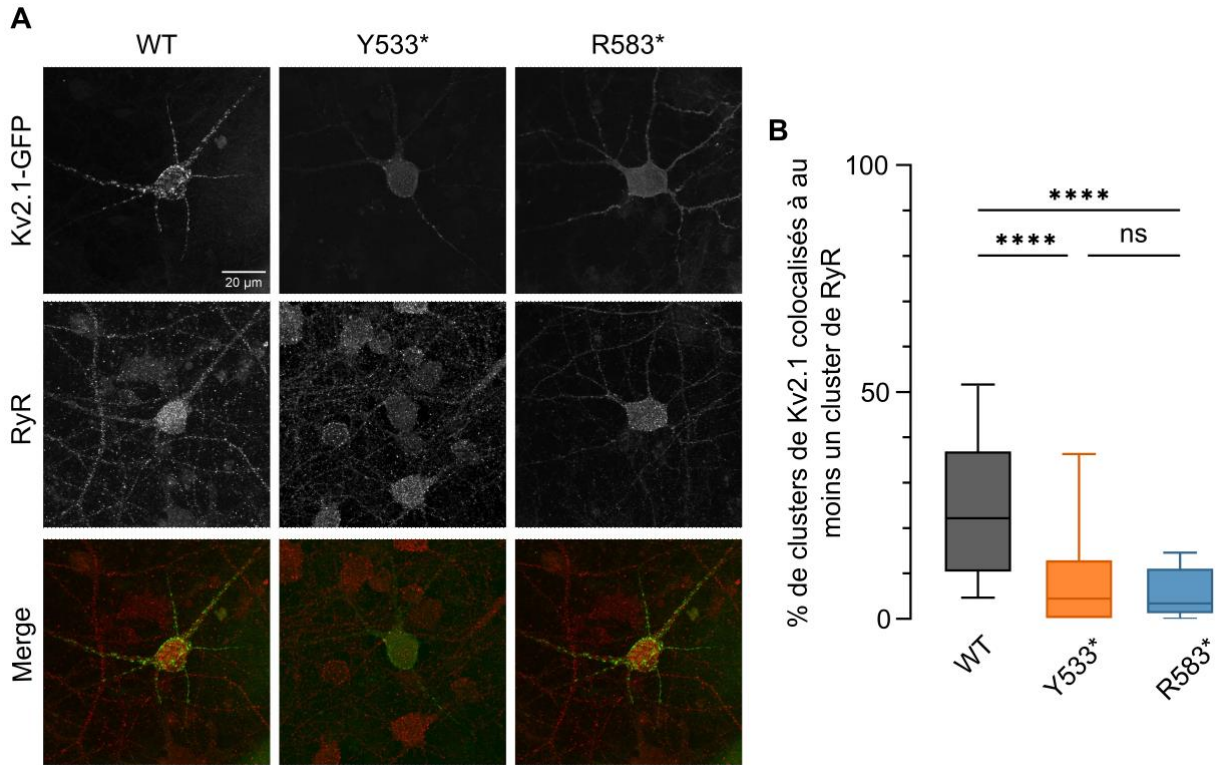 A
WT Y533* R583*
Kv2.1-GFP
20 µm
RyR
Merge
B
% de clusters de Kv2.1 colocalisés à au
moins un cluster de RyR
100
50
0
****
**** ns
WT Y533* R583*